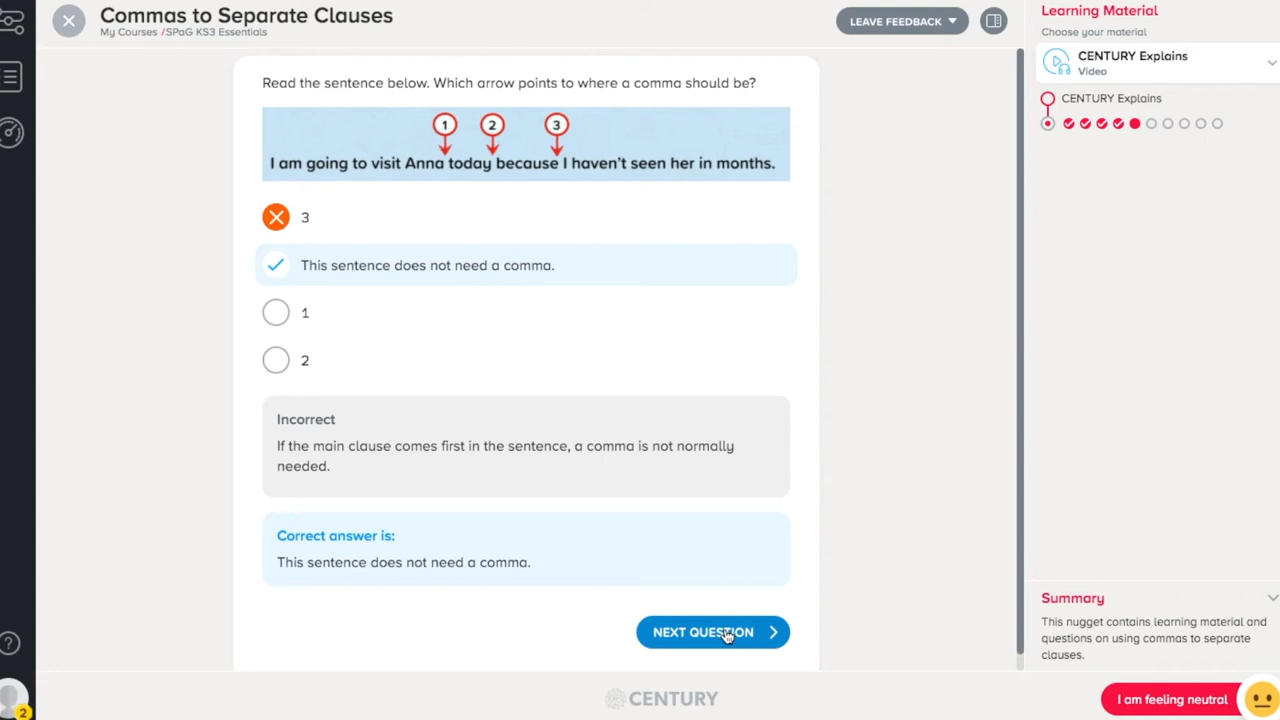 Commas to Separate Clauses
My Courses /SPaG KS3 Essentials
LEAVE FEEDBACK
Read the sentence below. Which arrow points to where a comma should be?
1 2 3
I am going to visit Anna today because I haven't seen her in months.
3
This sentence does not need a comma.
1
2
Incorrect
If the main clause comes first in the sentence, a comma is not normally
needed.
Correct answer is:
This sentence does not need a comma.
NEXT QUESTION
CENTURY
Learning Material
Choose your material
CENTURY Explains
Video
CENTURY Explains
Summary
This nugget contains learning material and
questions on using commas to separate
clauses.
I am feeling neutral
?
2